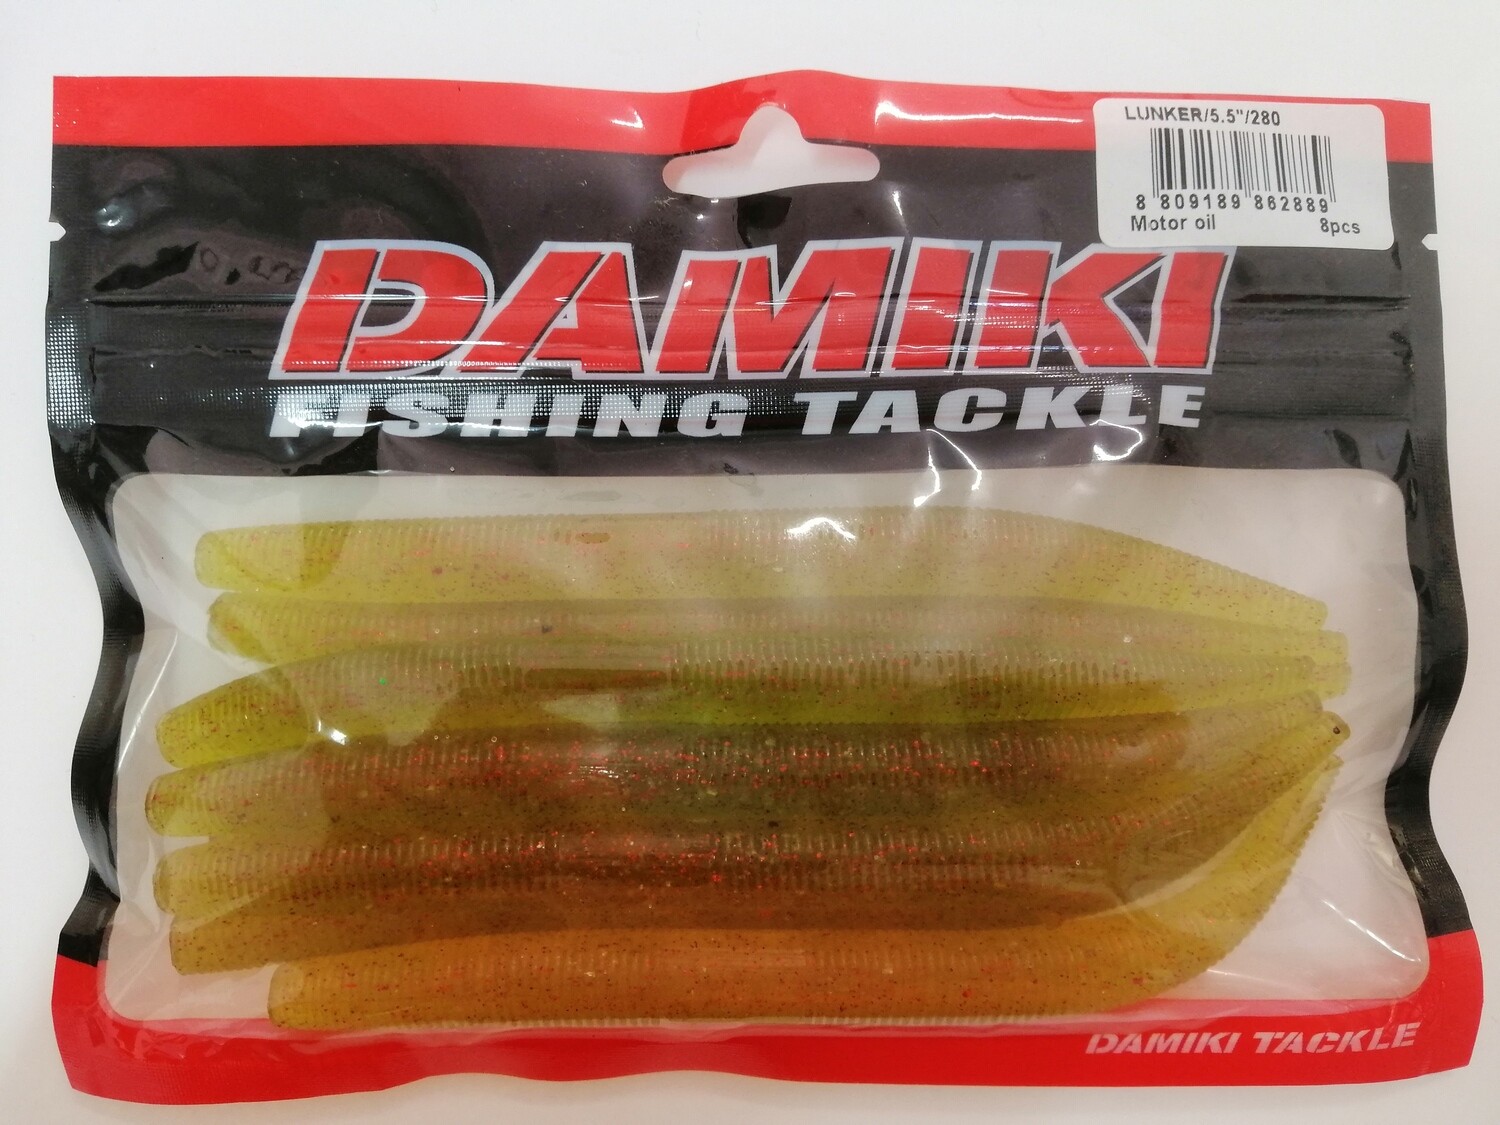 LUNKER/5.5"/280
8 809189 862889
Motor oil 8pcs
DAMIKI
FISHING TACKLE
DAMIKI TACKLE